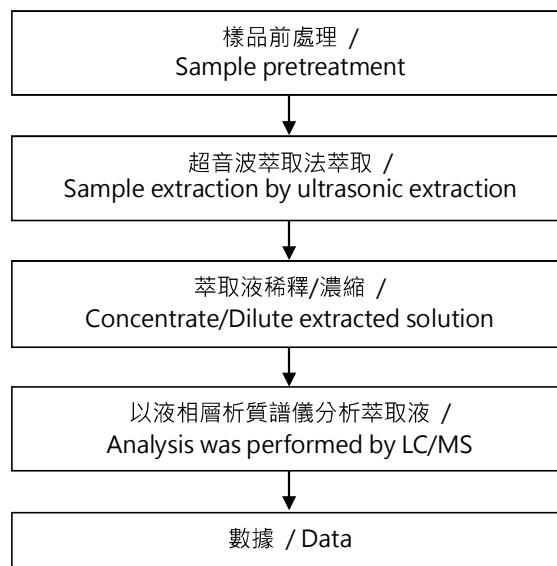 樣品前處理 /
Sample pretreatment
超音波萃取法萃取 /
Sample extraction by ultrasonic extraction
萃取液稀釋/濃縮 /
Concentrate/Dilute extracted solution
以液相層析質譜儀分析萃取液 /
Analysis was performed by LC/MS
數據 / Data